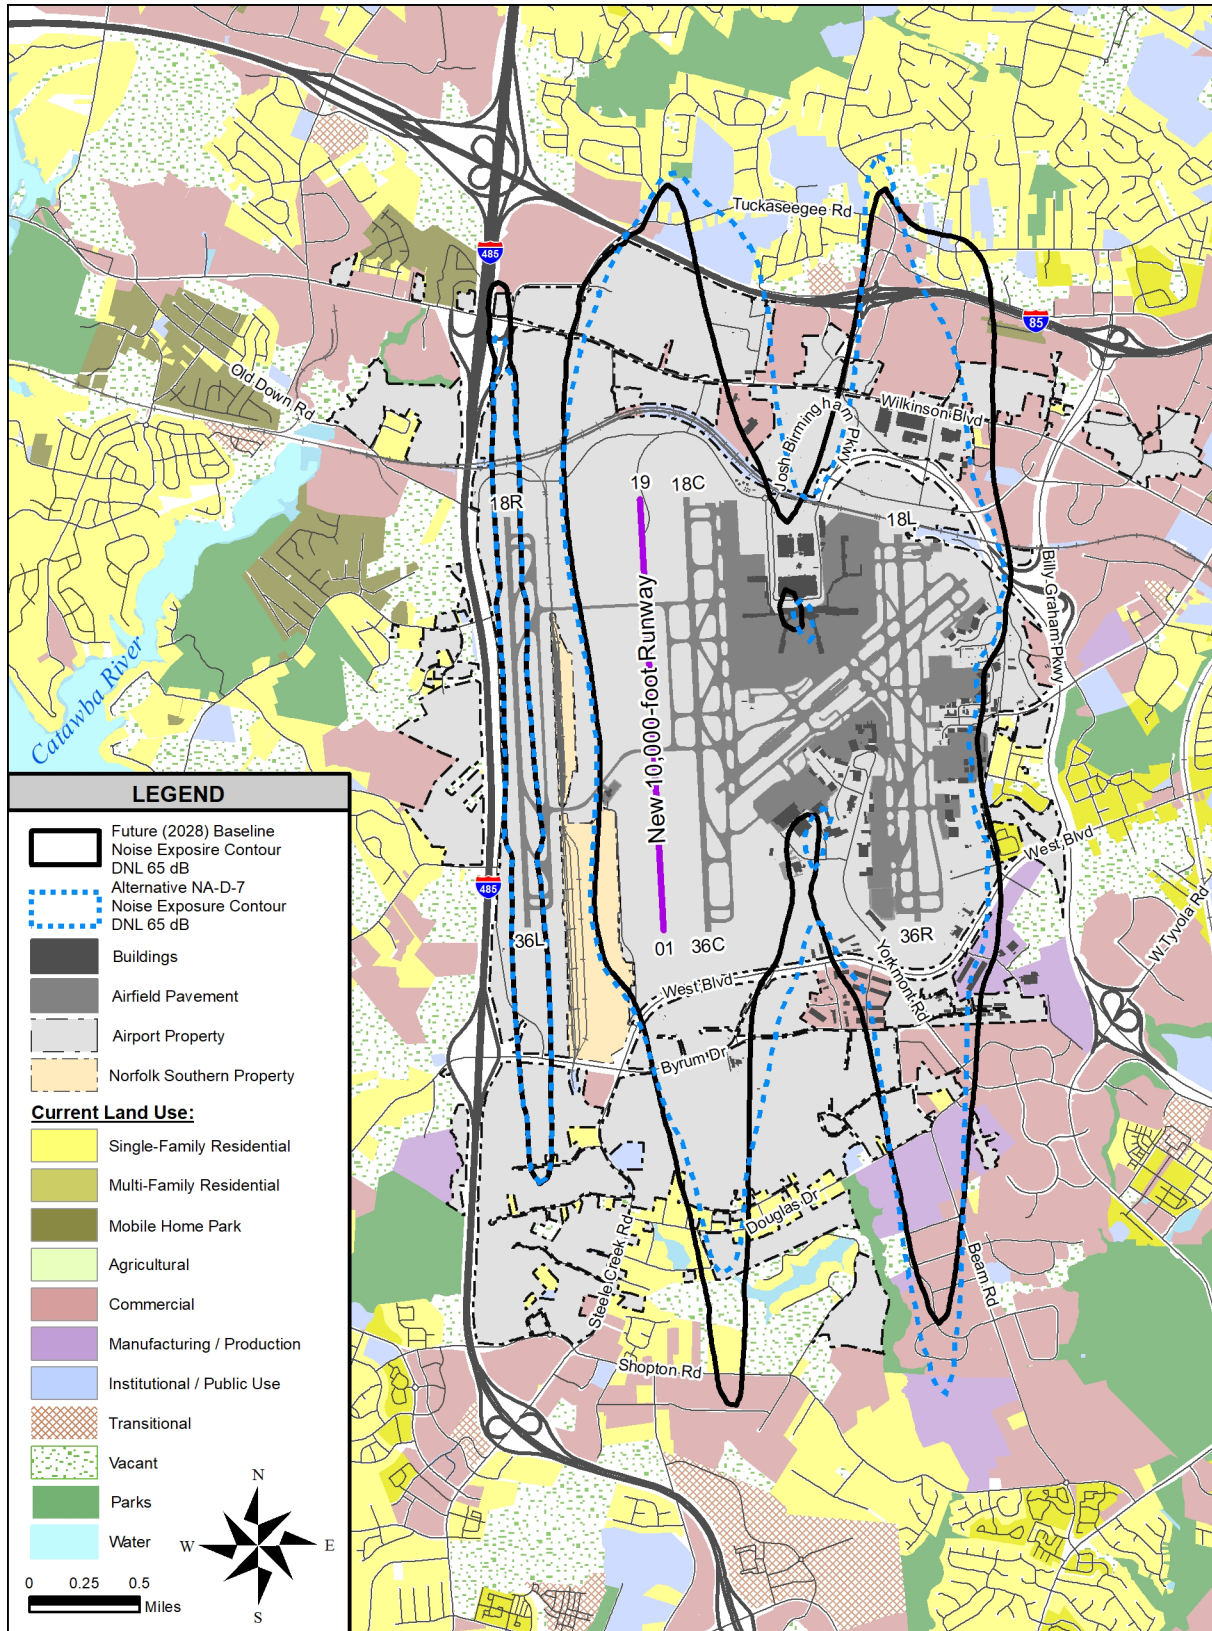 Tuckaseegee Rd
485
85
Old Down Rd
Wilkinson Blvd
Josh Birmingham Pkwy
19
18C
18R
18L
Billy Graham Pkwy
New 10,000-foot Runway
Catawba River
West Blvd
W Tyvola Rd
485
36L
01
36C
36R
Yorkmont Rd
West Blvd
Byrum Dr
Douglas Dr
Steele Creek Rd
Beam Rd
Shopton Rd
LEGEND
Future (2028) Baseline
Noise Exposire Contour
DNL 65 dB
Alternative NA-D-7
Noise Exposure Contour
DNL 65 dB
Buildings
Airfield Pavement
Airport Property
Norfolk Southern Property
Current Land Use:
Single-Family Residential
Multi-Family Residential
Mobile Home Park
Agricultural
Commercial
Manufacturing / Production
Institutional / Public Use
Transitional
Vacant
Parks
Water
N
W E
S
0 0.25 0.5
Miles